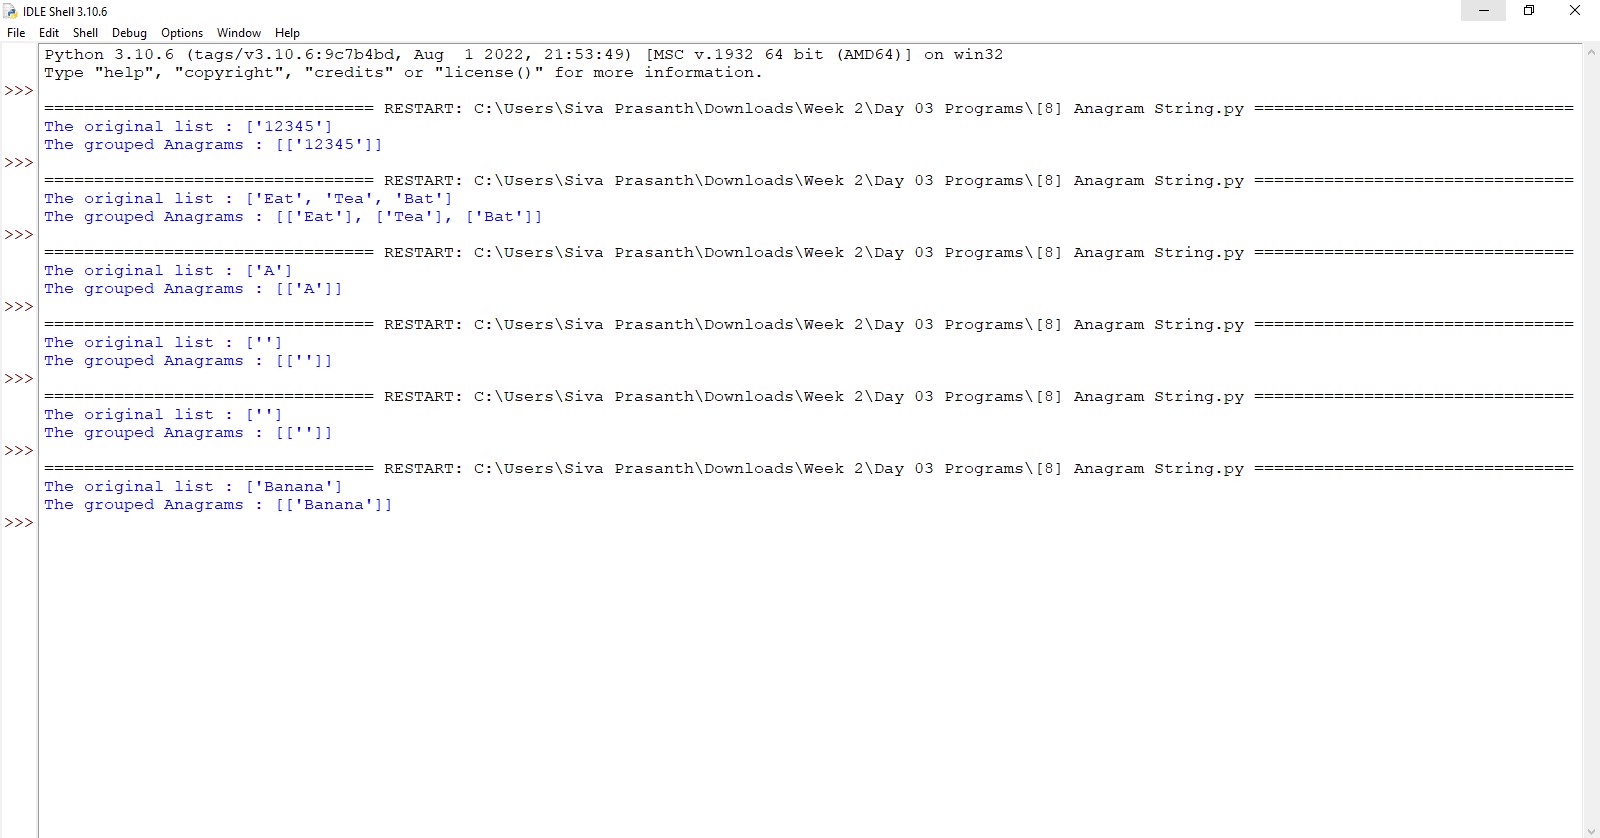 IDLE Shell 3.10.6
File Edit Shell Debug Options Window Help
Python 3.10.6 (tags/v3.10.6:9c7b4bd, Aug  1 2022, 21:53:49) [MSC v.1932 64 bit (AMD64)] on win32
Type "help", "copyright", "credits" or "license()" for more information.
>>>
================================= RESTART: C:\Users\Siva Prasanth\Downloads\Week 2\Day 03 Programs\[8] Anagram String.py ================================
The original list : ['12345']
The grouped Anagrams : [['12345']]
>>>
================================= RESTART: C:\Users\Siva Prasanth\Downloads\Week 2\Day 03 Programs\[8] Anagram String.py ================================
The original list : ['Eat', 'Tea', 'Bat']
The grouped Anagrams : [['Eat'], ['Tea'], ['Bat']]
>>>
================================= RESTART: C:\Users\Siva Prasanth\Downloads\Week 2\Day 03 Programs\[8] Anagram String.py ================================
The original list : ['A']
The grouped Anagrams : [['A']]
>>>
================================= RESTART: C:\Users\Siva Prasanth\Downloads\Week 2\Day 03 Programs\[8] Anagram String.py ================================
The original list : ['']
The grouped Anagrams : [['']]
>>>
================================= RESTART: C:\Users\Siva Prasanth\Downloads\Week 2\Day 03 Programs\[8] Anagram String.py ================================
The original list : ['']
The grouped Anagrams : [['']]
>>>
================================= RESTART: C:\Users\Siva Prasanth\Downloads\Week 2\Day 03 Programs\[8] Anagram String.py ================================
The original list : ['Banana']
The grouped Anagrams : [['Banana']]
>>>